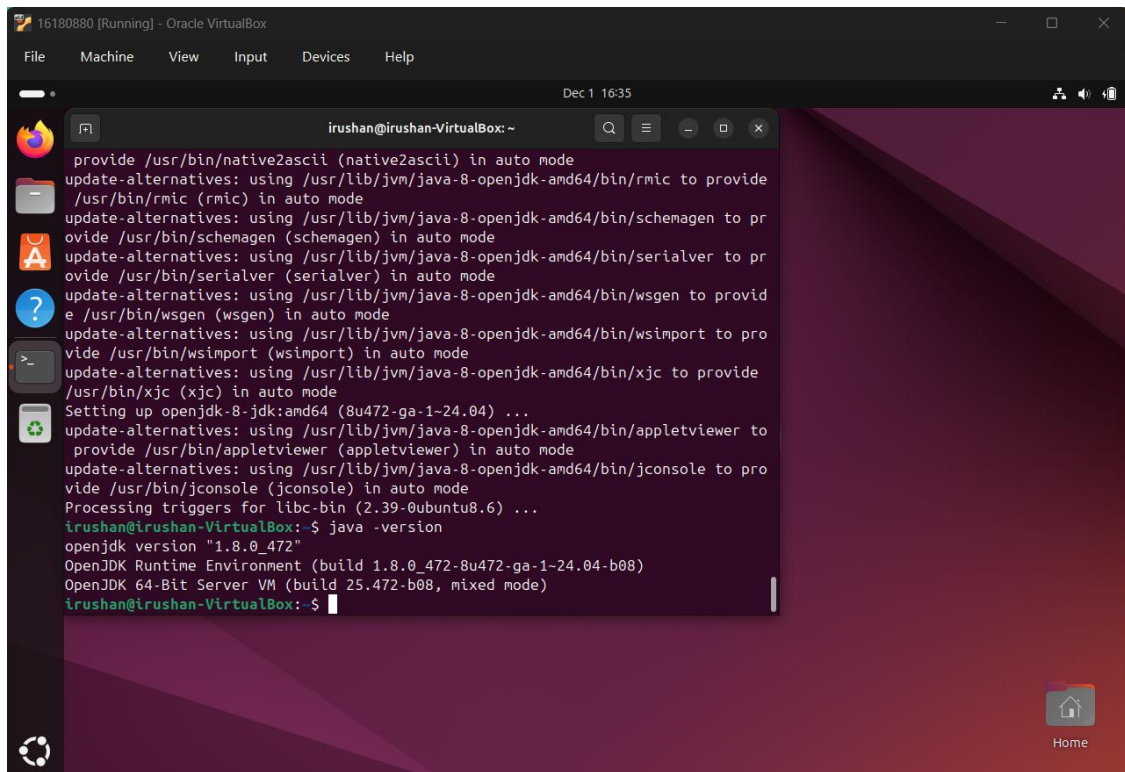 16180880 [Running] - Oracle VirtualBox
File Machine View Input Devices Help
Dec 1 16:35
irushan@irushan-VirtualBox: ~
 provide /usr/bin/native2ascii (native2ascii) in auto mode
update-alternatives: using /usr/lib/jvm/java-8-openjdk-amd64/bin/rmic to provide
 /usr/bin/rmic (rmic) in auto mode
update-alternatives: using /usr/lib/jvm/java-8-openjdk-amd64/bin/schemagen to pr
ovide /usr/bin/schemagen (schemagen) in auto mode
update-alternatives: using /usr/lib/jvm/java-8-openjdk-amd64/bin/serialver to pr
ovide /usr/bin/serialver (serialver) in auto mode
update-alternatives: using /usr/lib/jvm/java-8-openjdk-amd64/bin/wsgen to provid
e /usr/bin/wsgen (wsgen) in auto mode
update-alternatives: using /usr/lib/jvm/java-8-openjdk-amd64/bin/wsimport to pro
vide /usr/bin/wsimport (wsimport) in auto mode
update-alternatives: using /usr/lib/jvm/java-8-openjdk-amd64/bin/xjc to provide
/usr/bin/xjc (xjc) in auto mode
Setting up openjdk-8-jdk:amd64 (8u472-ga-1~24.04) ...
update-alternatives: using /usr/lib/jvm/java-8-openjdk-amd64/bin/appletviewer to
 provide /usr/bin/appletviewer (appletviewer) in auto mode
update-alternatives: using /usr/lib/jvm/java-8-openjdk-amd64/bin/jconsole to pro
vide /usr/bin/jconsole (jconsole) in auto mode
Processing triggers for libc-bin (2.39-0ubuntu8.6) ...
irushan@irushan-VirtualBox:~$ java -version
openjdk version "1.8.0_472"
OpenJDK Runtime Environment (build 1.8.0_472-8u472-ga-1~24.04-b08)
OpenJDK 64-Bit Server VM (build 25.472-b08, mixed mode)
irushan@irushan-VirtualBox:~$
Home